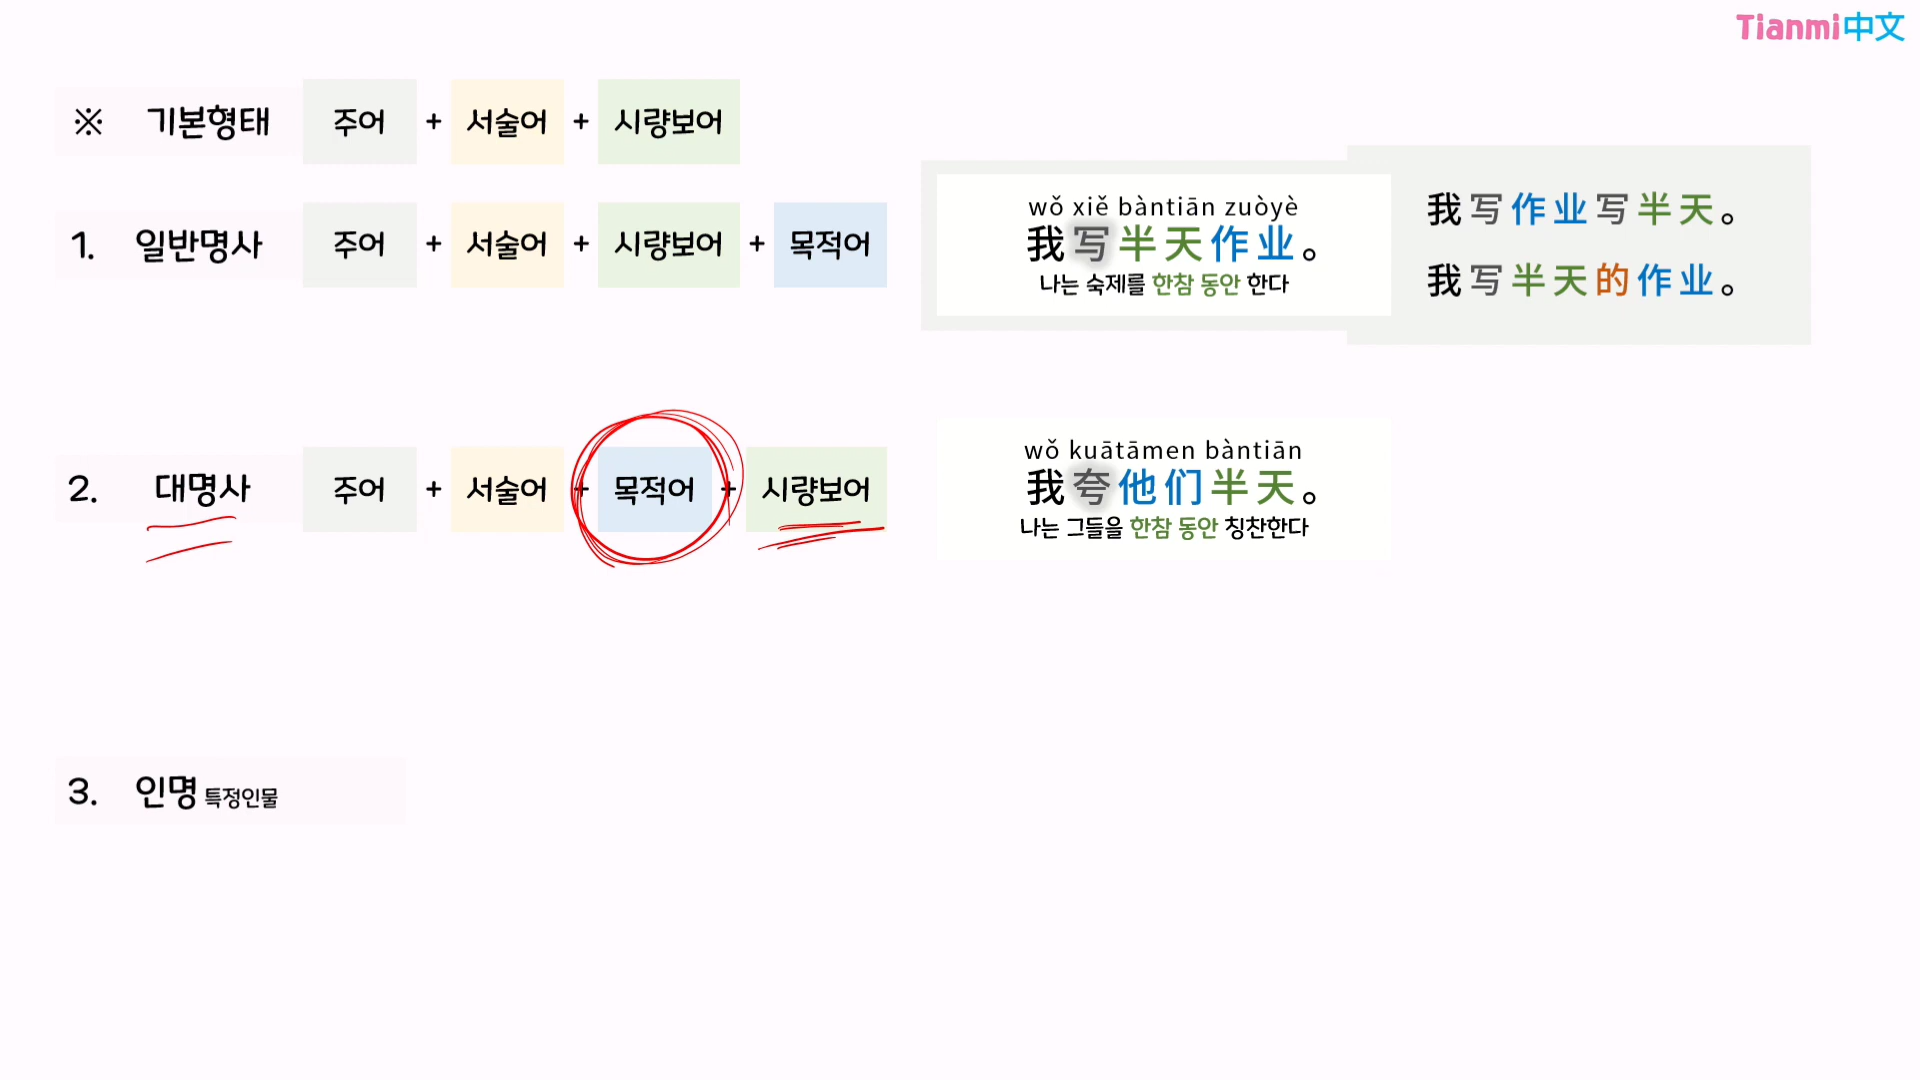 Tianmi中文
※ 기본형태 주어 + 서술어 + 시량보어
1. 일반명사 주어 + 서술어 + 시량보어 + 목적어
wǒ xiě bàntiān zuòyè
我写半天作业。
나는 숙제를 한참 동안 한다
我写作业写半天。
我写半天的作业。
2. 대명사 주어 + 서술어 + 목적어 + 시량보어
wǒ kuātāmen bàntiān
我夸他们半天。
나는 그들을 한참 동안 칭찬한다
3. 인명 특정인물